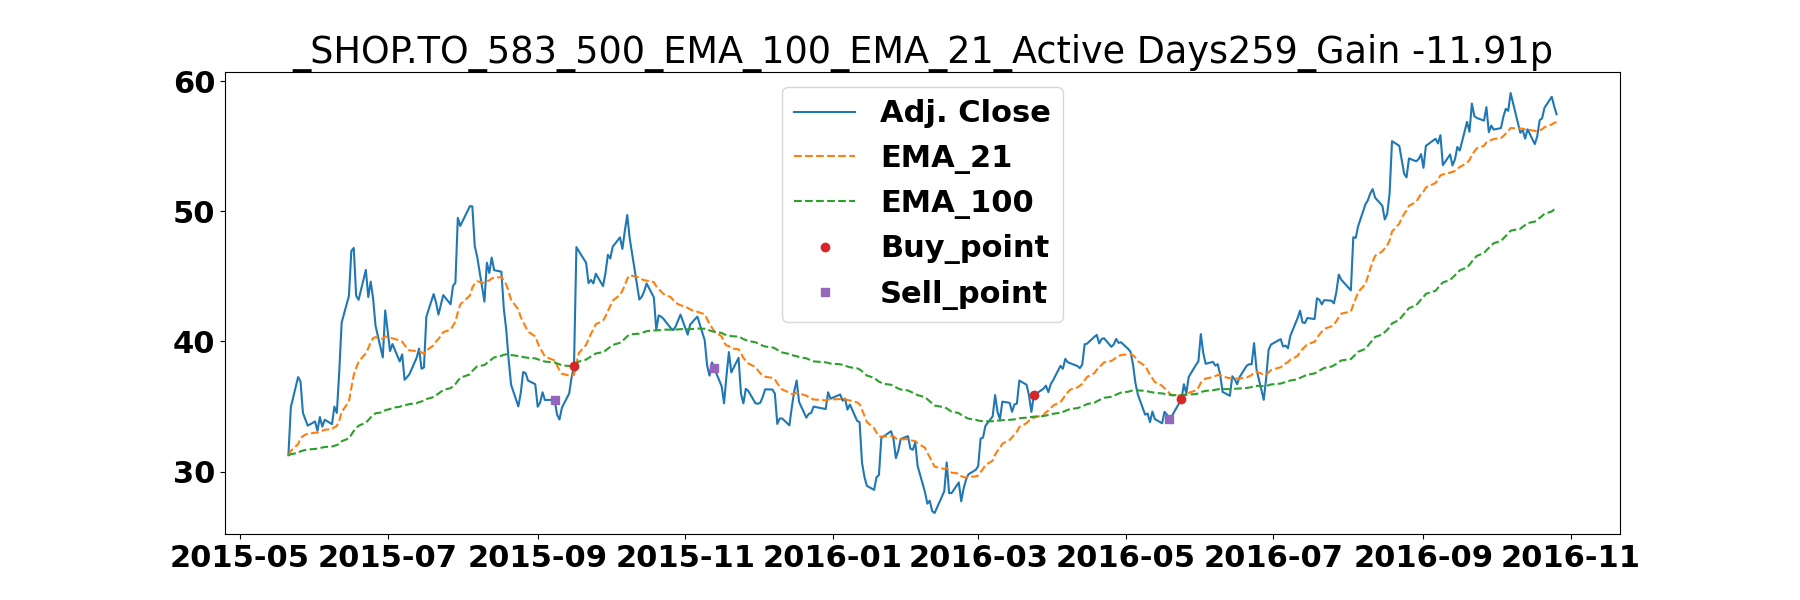 _SHOP.TO_583_500_EMA_100_EMA_21_Active Days259_Gain -11.91p
60
50
40
30
Adj. Close
EMA_21
EMA_100
Buy_point
Sell_point
2015-05 2015-07 2015-09 2015-11 2016-01 2016-03 2016-05 2016-07 2016-09 2016-11